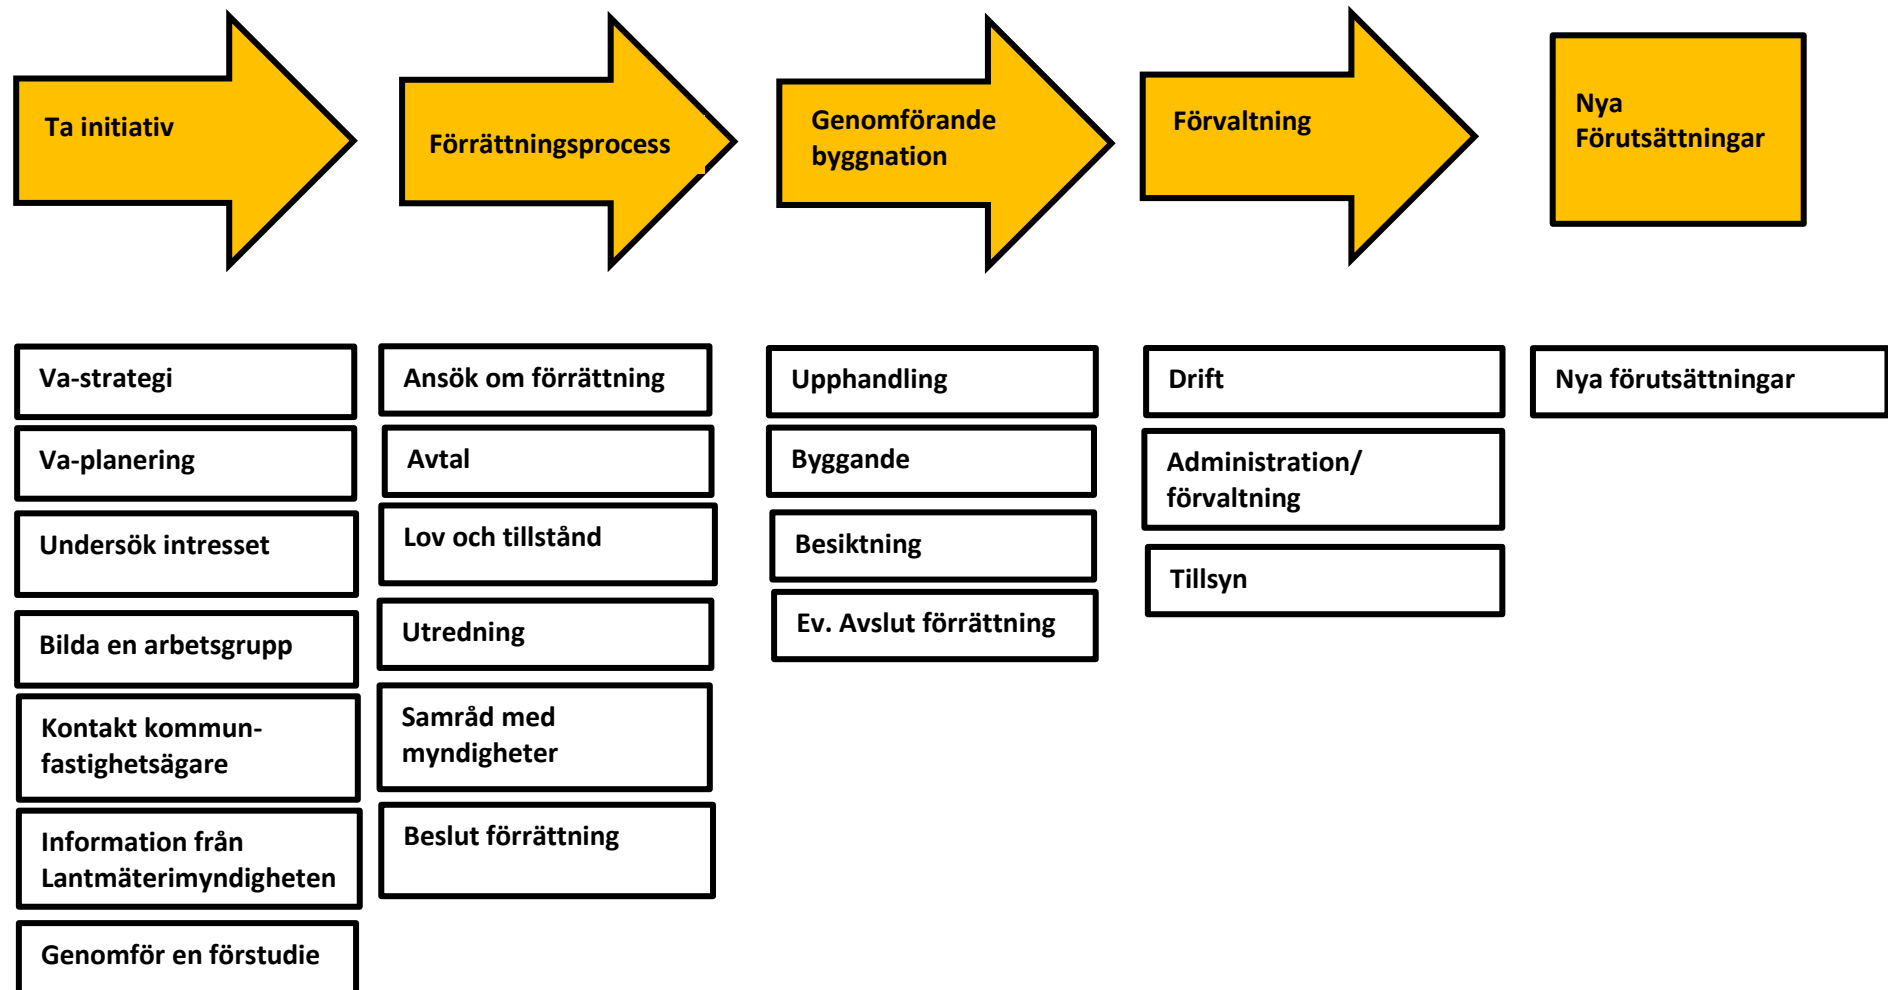 Ta initiativ
Förrättningsprocess
Genomförande
byggnation
Förvaltning
Nya
Förutsättningar
Va-strategi
Va-planering
Undersök intresset
Bilda en arbetsgrupp
Kontakt kommun-
fastighetsägare
Information från
Lantmäterimyndigheten
Genomför en förstudie
Ansök om förrättning
Avtal
Lov och tillstånd
Utredning
Samråd med
myndigheter
Beslut förrättning
Upphandling
Byggande
Besiktning
Ev. Avslut förrättning
Drift
Administration/
förvaltning
Tillsyn
Nya förutsättningar